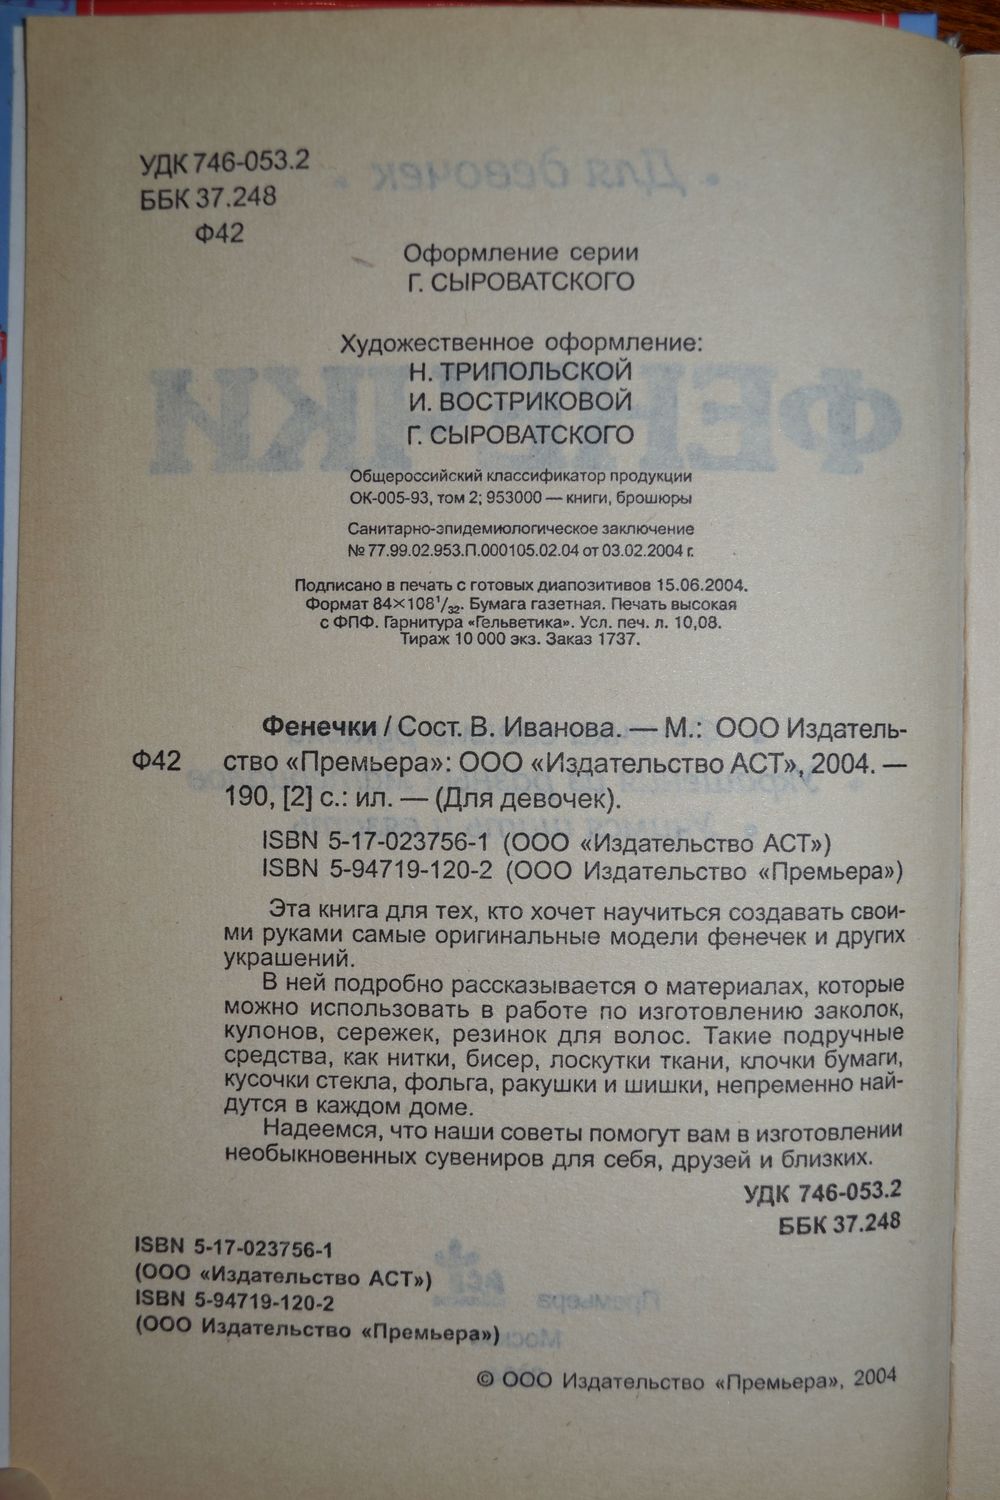 УДК 746-053.2
ББК 37.248
Ф42
Оформление серии
Г. СЫРОВАТСКОГО
Художественное оформление:
Н. ТРИПОЛЬСКОЙ
И. ВОСТРИКОВОЙ
Г. СЫРОВАТСКОГО
Общероссийский классификатор продукции
ОК-005-93, том 2; 953000 — книги, брошюры
Санитарно-эпидемиологическое заключение
№ 77.99.02.953.П.000105.02.04 от 03.02.2004 г.
Подписано в печать с готовых диапозитивов 15.06.2004.
Формат 84×108¹/₃₂. Бумага газетная. Печать высокая
с ФПФ. Гарнитура «Гельветика». Усл. печ. л. 10,08.
Тираж 10 000 экз. Заказ 1737.
Фенечки / Сост. В. Иванова. — М.: ООО Издатель-
Ф42 ство «Премьера»: ООО «Издательство АСТ», 2004. —
190, [2] с.: ил. — (Для девочек).
ISBN 5-17-023756-1 (ООО «Издательство АСТ»)
ISBN 5-94719-120-2 (ООО Издательство «Премьера»)
Эта книга для тех, кто хочет научиться создавать свои-
ми руками самые оригинальные модели фенечек и других
украшений.
В ней подробно рассказывается о материалах, которые
можно использовать в работе по изготовлению заколок,
кулонов, сережек, резинок для волос. Такие подручные
средства, как нитки, бисер, лоскутки ткани, клочки бумаги,
кусочки стекла, фольга, ракушки и шишки, непременно най-
дутся в каждом доме.
Надеемся, что наши советы помогут вам в изготовлении
необыкновенных сувениров для себя, друзей и близких.
УДК 746-053.2
ББК 37.248
ISBN 5-17-023756-1
(ООО «Издательство АСТ»)
ISBN 5-94719-120-2
(ООО Издательство «Премьера»)
© ООО Издательство «Премьера», 2004